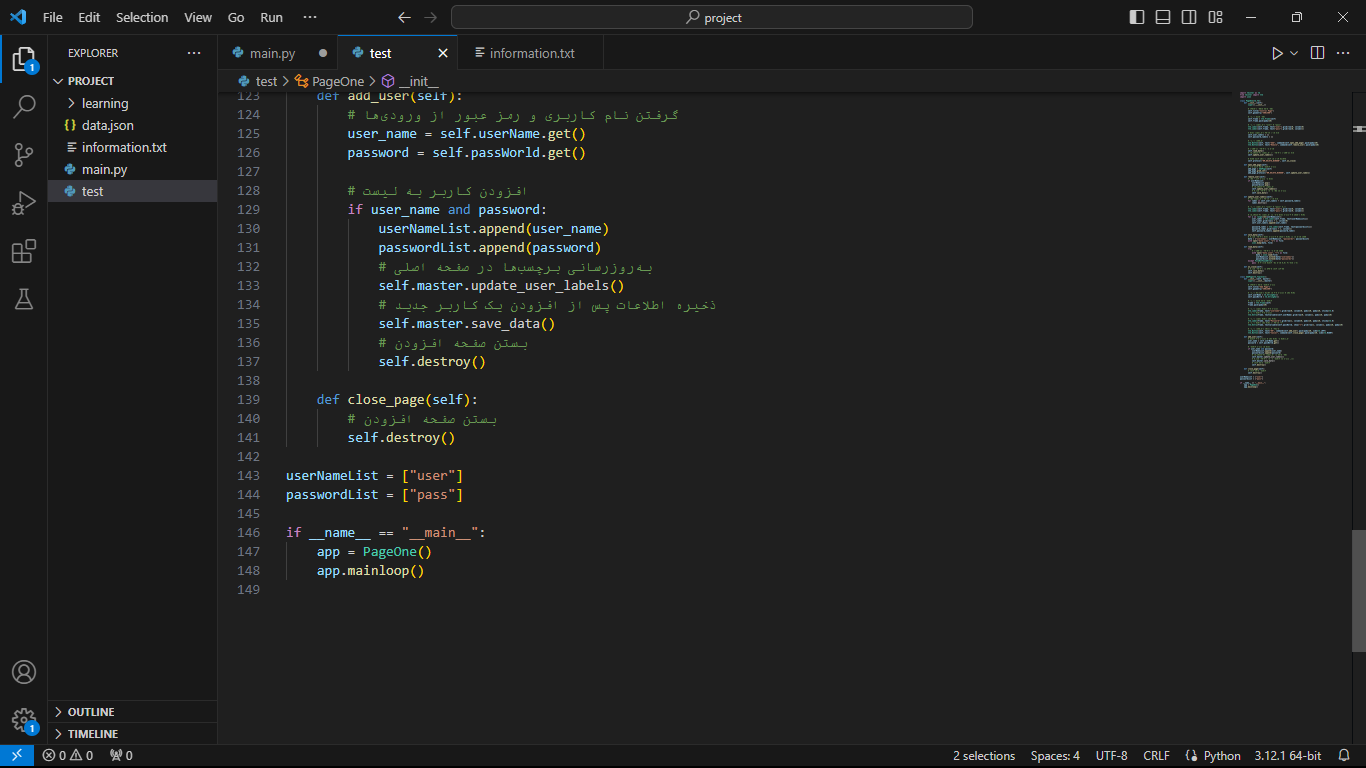 File Edit Selection View Go Run ···
project
EXPLORER ···
PROJECT
learning
data.json
information.txt
main.py
test
OUTLINE
TIMELINE
main.py
test
information.txt
test > PageOne > __init__
123 def add_user(self):
124 # گرفتن نام کاربری و رمز عبور از ورودی‌ها
125 user_name = self.userName.get()
126 password = self.passWorld.get()
127
128 # افزودن کاربر به لیست
129 if user_name and password:
130 userNameList.append(user_name)
131 passwordList.append(password)
132 # به‌روزرسانی برچسب‌ها در صفحه اصلی
133 self.master.update_user_labels()
134 # ذخیره اطلاعات پس از افزودن یک کاربر جدید
135 self.master.save_data()
136 # بستن صفحه افزودن
137 self.destroy()
138
139 def close_page(self):
140 # بستن صفحه افزودن
141 self.destroy()
142
143 userNameList = ["user"]
144 passwordList = ["pass"]
145
146 if __name__ == "__main__":
147 app = PageOne()
148 app.mainloop()
149
1
1
0 0 0 2 selections Spaces: 4 UTF-8 CRLF Python 3.12.1 64-bit